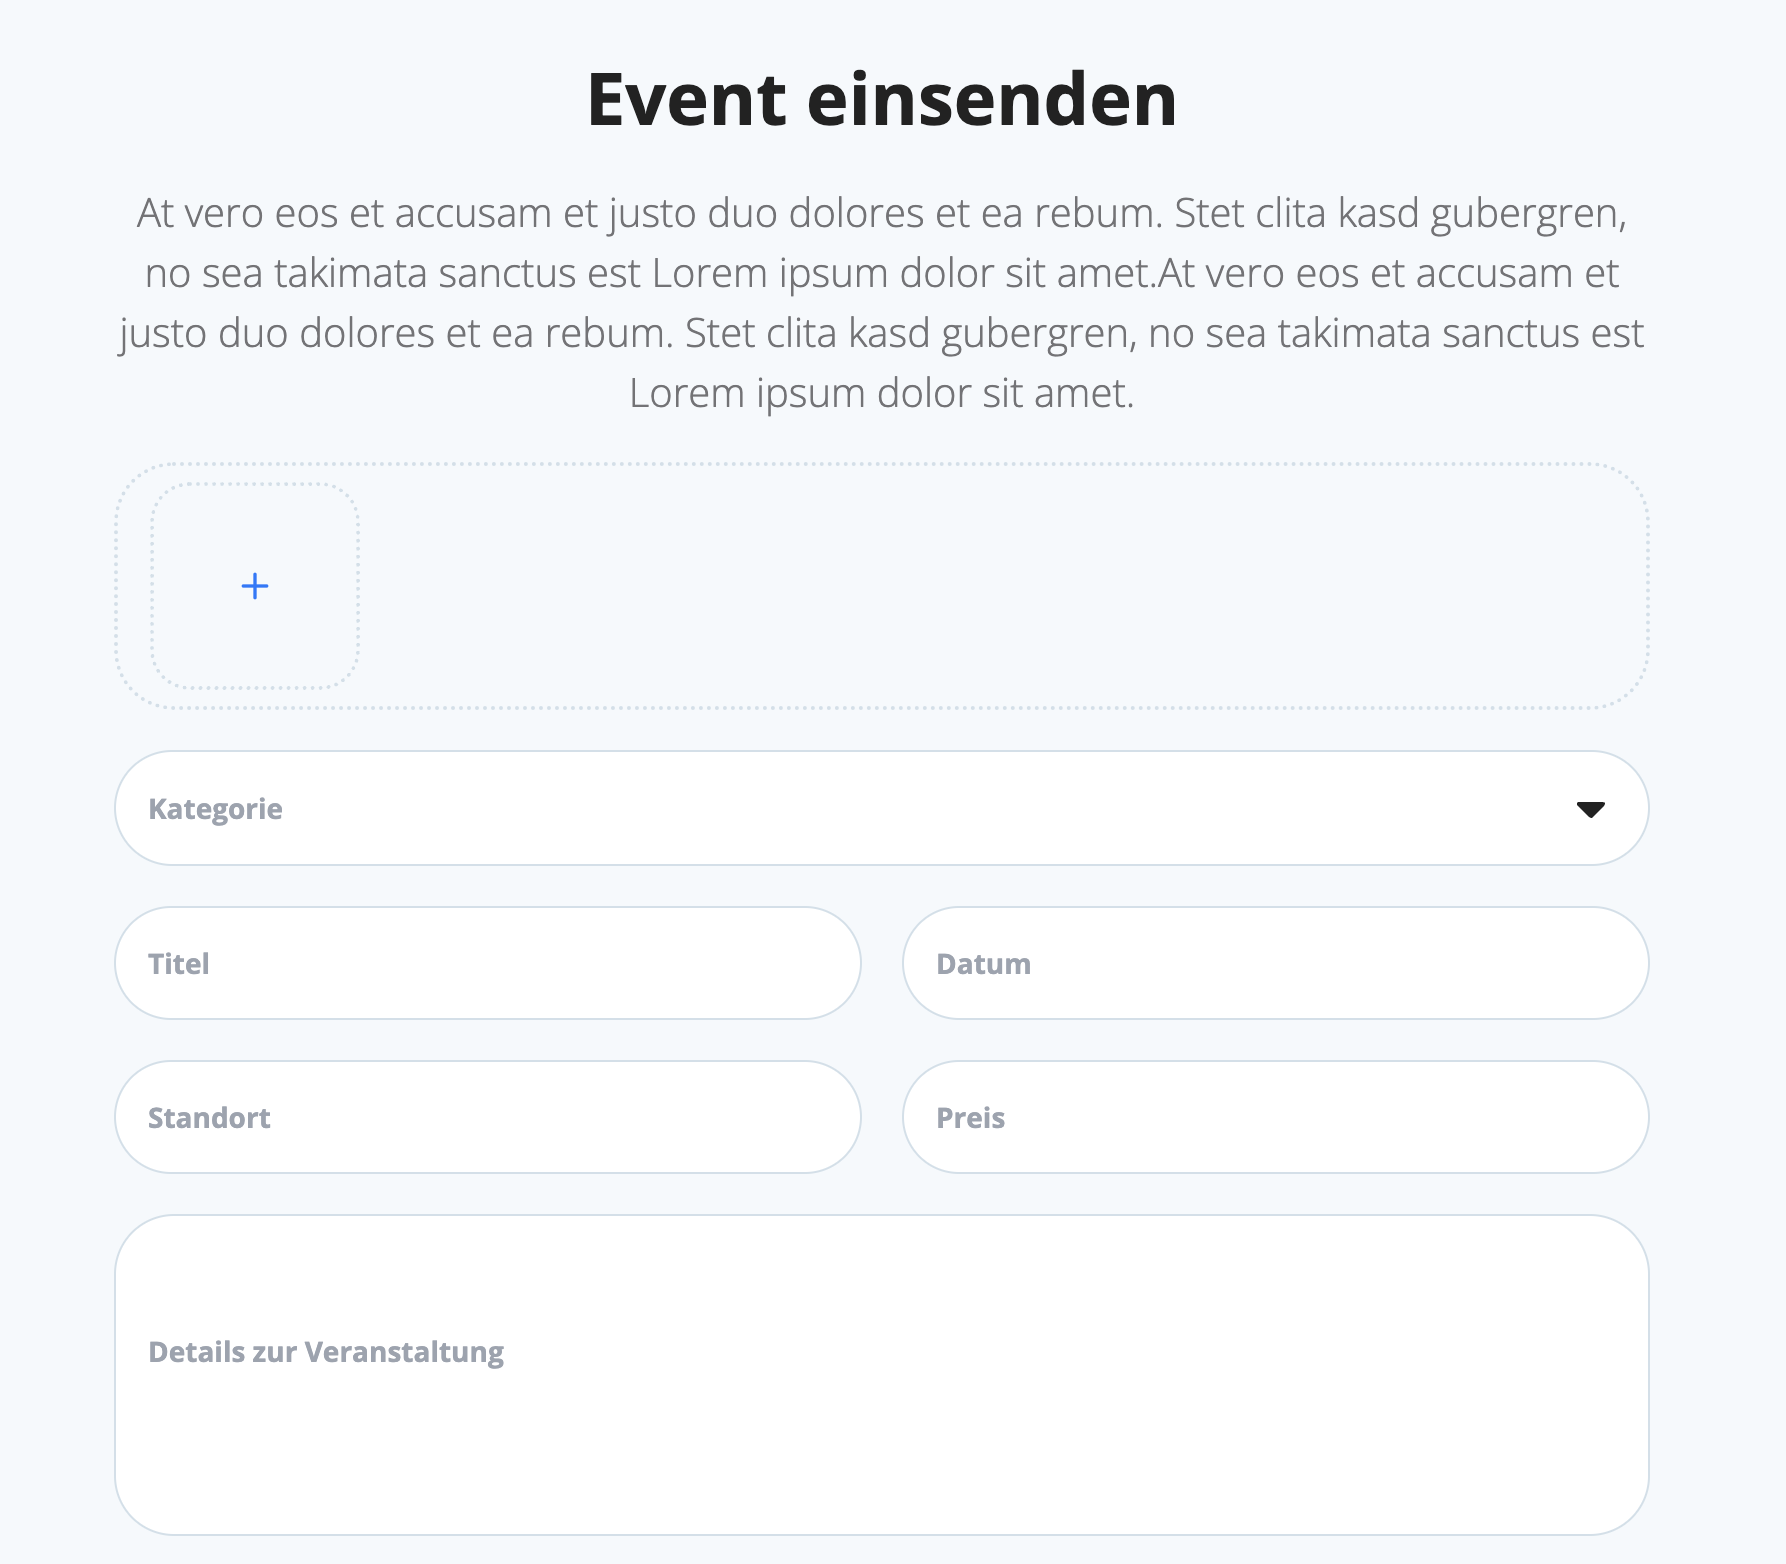 Event einsenden
At vero eos et accusam et justo duo dolores et ea rebum. Stet clita kasd gubergren,
no sea takimata sanctus est Lorem ipsum dolor sit amet.At vero eos et accusam et
justo duo dolores et ea rebum. Stet clita kasd gubergren, no sea takimata sanctus est
Lorem ipsum dolor sit amet.
Kategorie
Titel
Datum
Standort
Preis
Details zur Veranstaltung